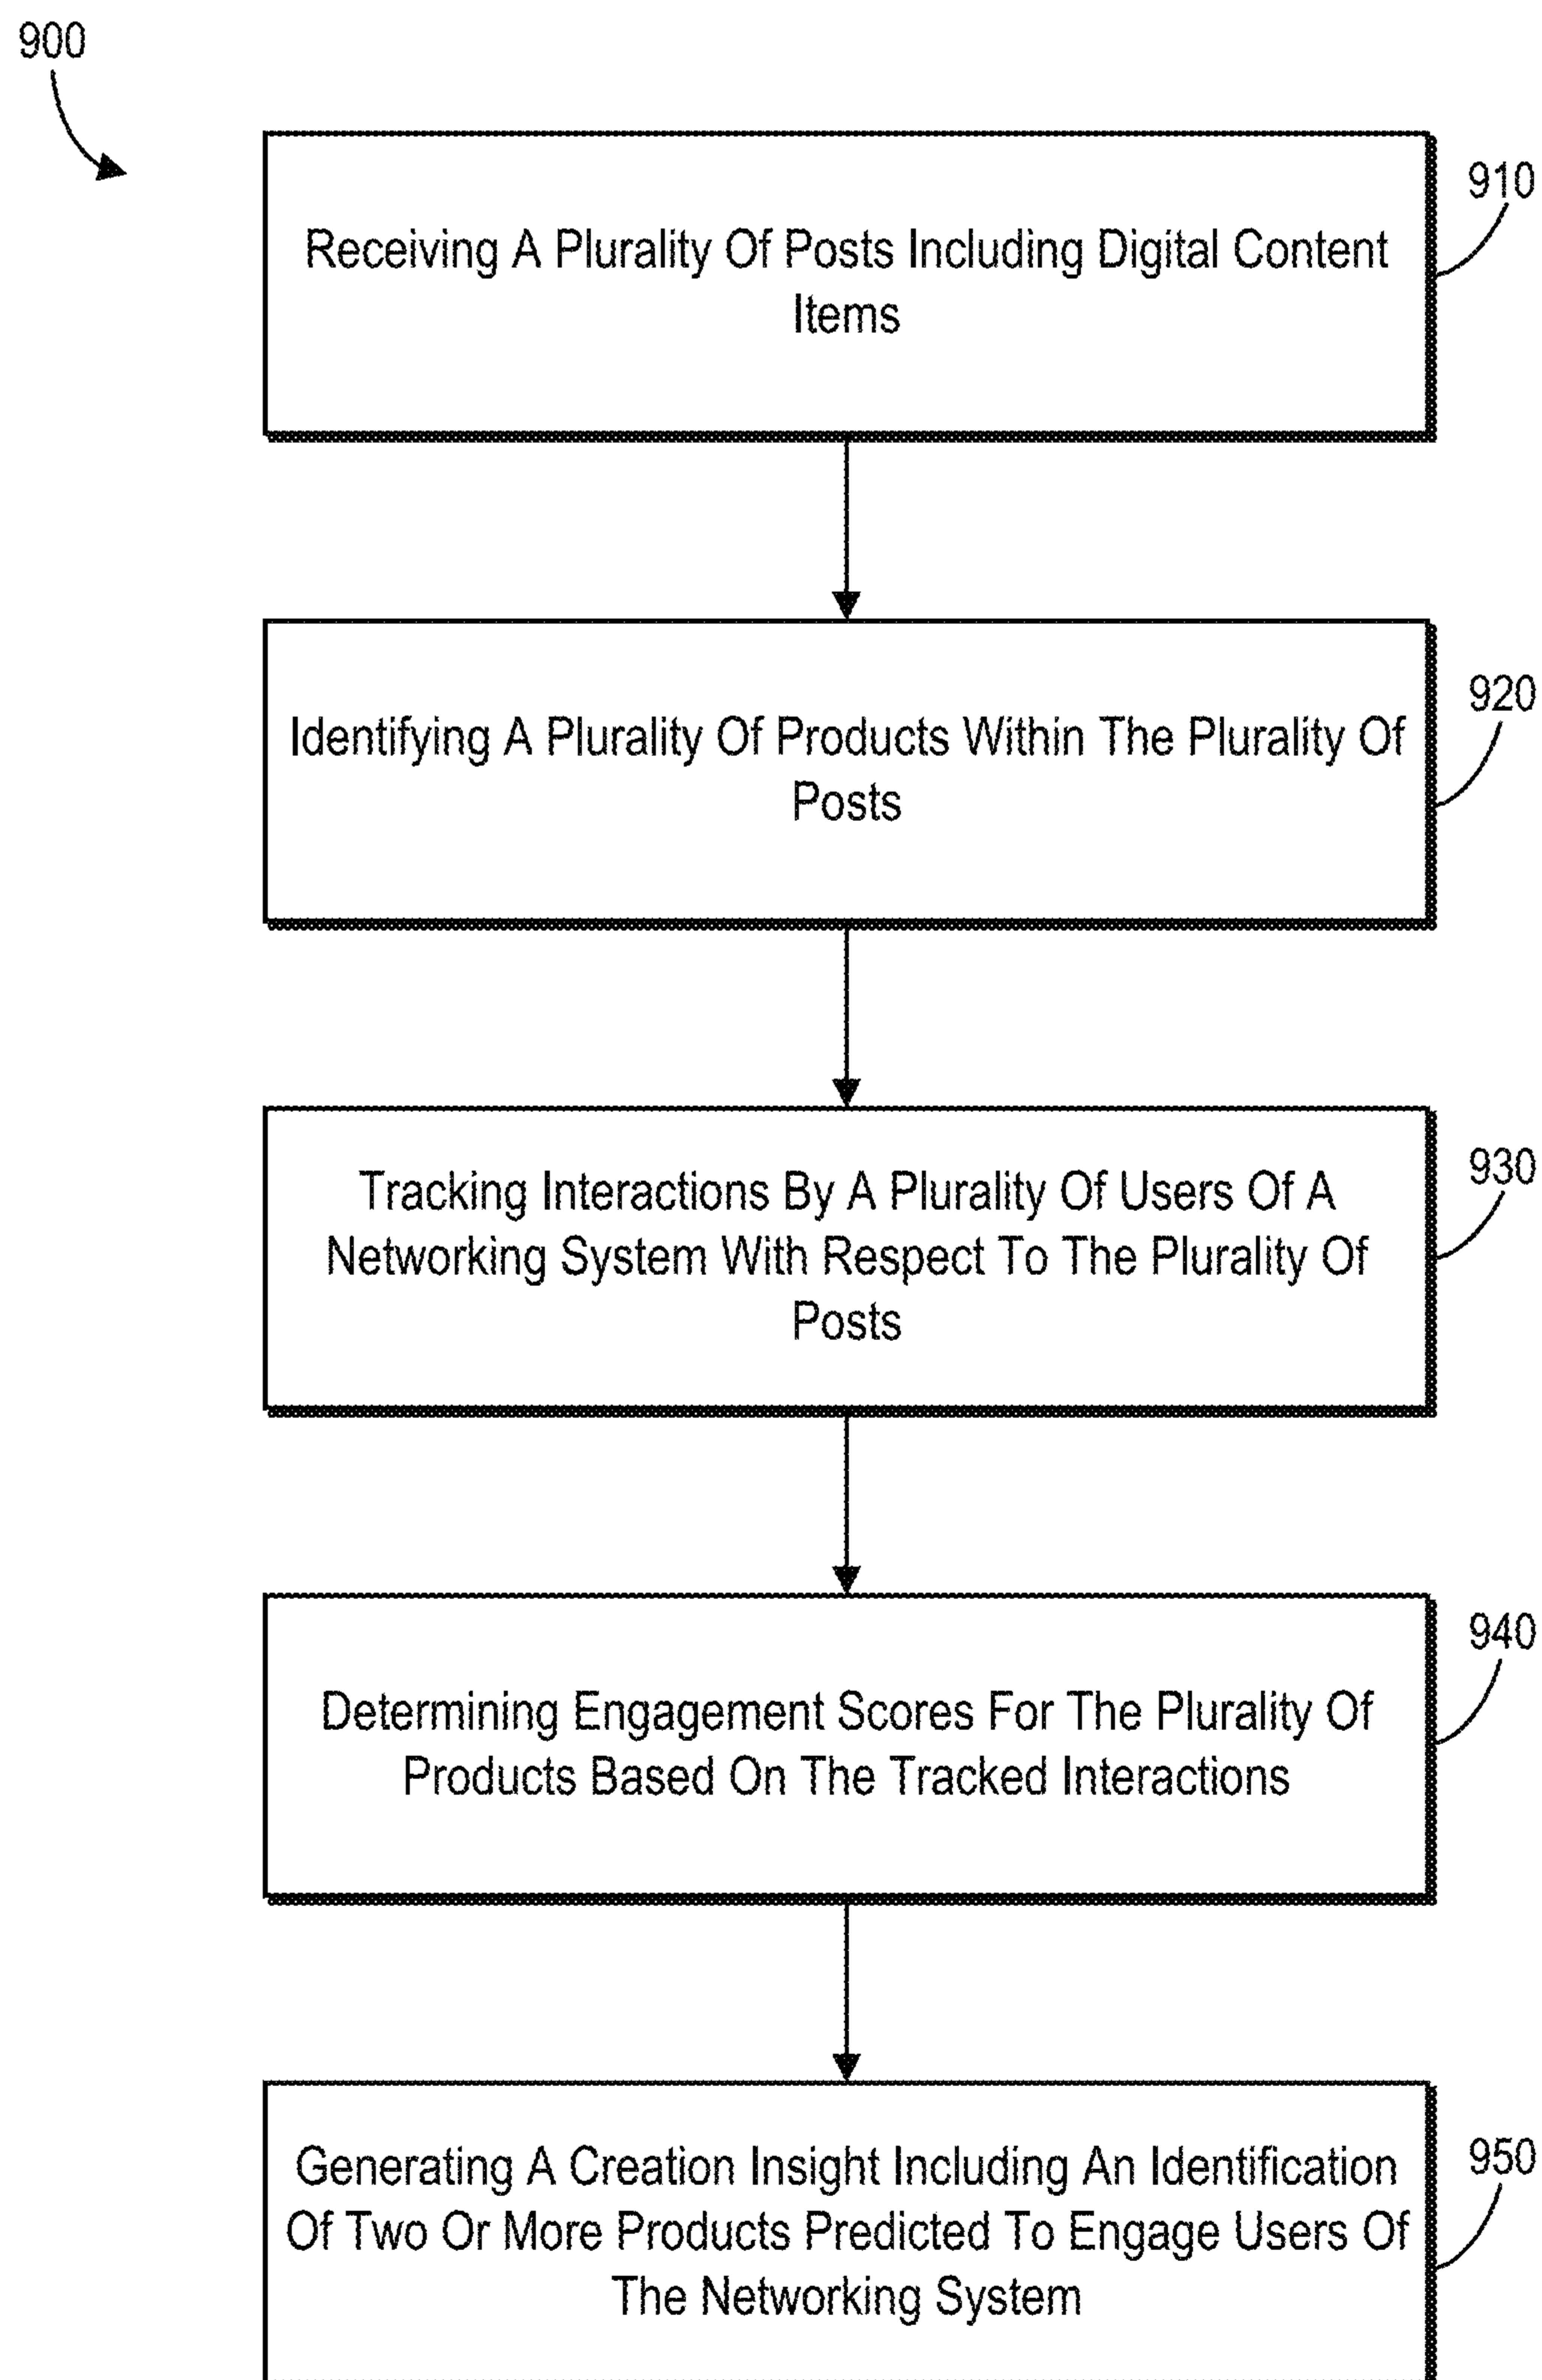 900
910
Receiving A Plurality Of Posts Including Digital Content
Items
920
Identifying A Plurality Of Products Within The Plurality Of
Posts
930
Tracking Interactions By A Plurality Of Users Of A
Networking System With Respect To The Plurality Of
Posts
940
Determining Engagement Scores For The Plurality Of
Products Based On The Tracked Interactions
950
Generating A Creation Insight Including An Identification
Of Two Or More Products Predicted To Engage Users Of
The Networking System